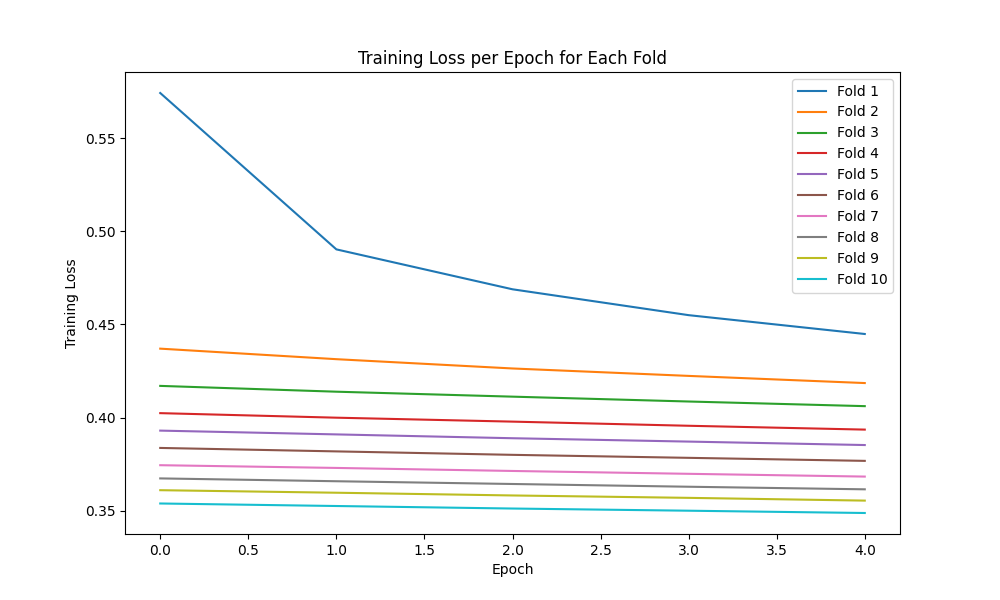 Training Loss per Epoch for Each Fold
Fold 1
Fold 2
Fold 3
Fold 4
Fold 5
Fold 6
Fold 7
Fold 8
Fold 9
Fold 10
Training Loss
0.55
0.50
0.45
0.40
0.35
0.0 0.5 1.0 1.5 2.0 2.5 3.0 3.5 4.0
Epoch